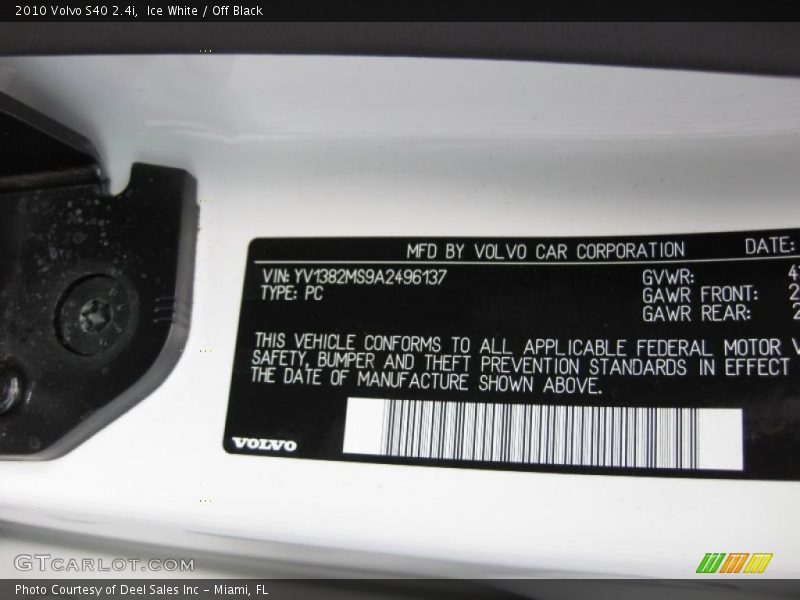 2010 Volvo S40 2.4i,  Ice White / Off Black
MFD BY VOLVO CAR CORPORATION DATE:
VIN: YV1382MS9A2496137
TYPE: PC
GVWR:
GAWR FRONT:
GAWR REAR:
THIS VEHICLE CONFORMS TO ALL APPLICABLE FEDERAL MOTOR
SAFETY, BUMPER AND THEFT PREVENTION STANDARDS IN EFFECT
THE DATE OF MANUFACTURE SHOWN ABOVE.
VOLVO
GTCARLOT.COM
Photo Courtesy of Deel Sales Inc – Miami, FL